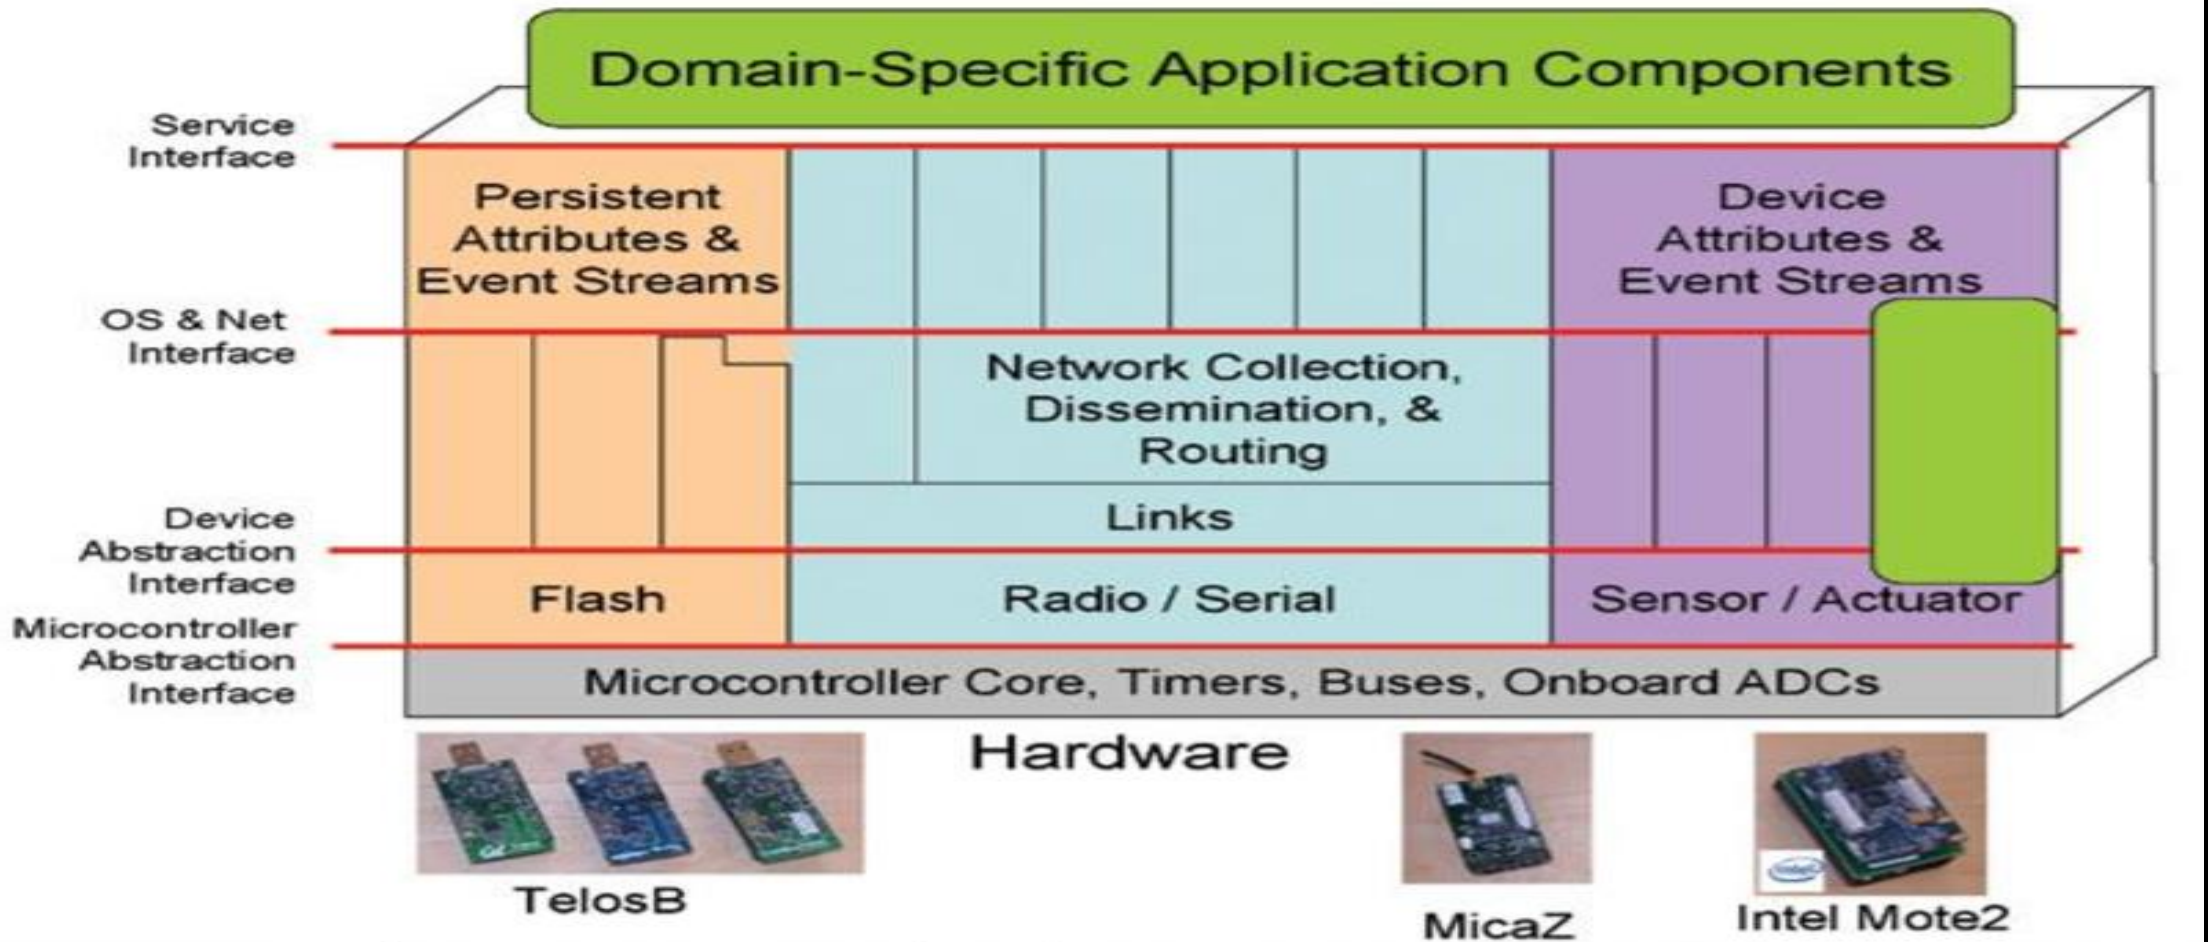 Domain-Specific Application Components
Service
Interface
Persistent
Attributes &
Event Streams
Device
Attributes &
Event Streams
OS & Net
Interface
Network Collection,
Dissemination, &
Routing
Links
Device
Abstraction
Interface
Flash
Radio / Serial
Sensor / Actuator
Microcontroller
Abstraction
Interface
Microcontroller Core, Timers, Buses, Onboard ADCs
Hardware
TelosB
MicaZ
intel
Intel Mote2